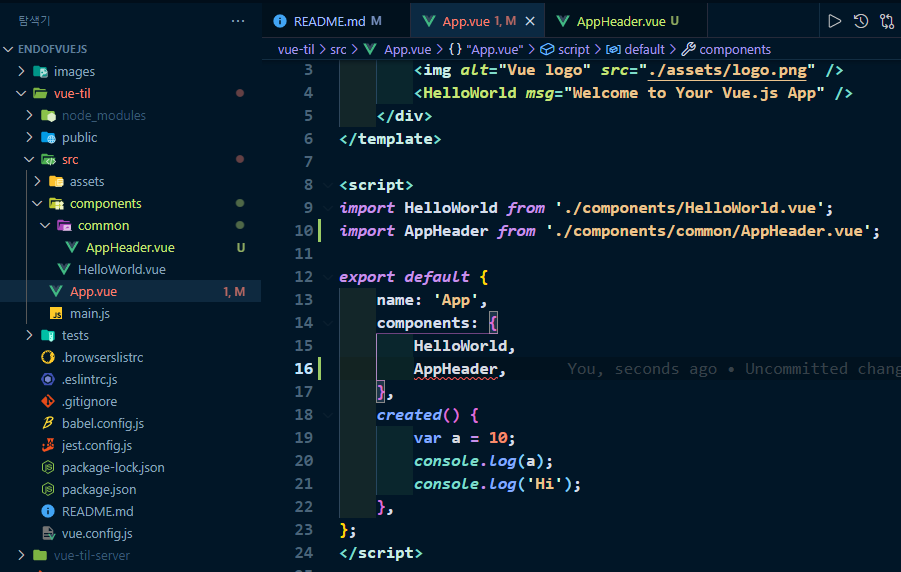 탐색기
ENDOFVUEJS
images
vue-til
node_modules
public
src
assets
components
common
AppHeader.vue U
HelloWorld.vue
App.vue 1, M
main.js
tests
.browserslistrc
.eslintrc.js
.gitignore
babel.config.js
jest.config.js
package-lock.json
package.json
README.md
vue.config.js
vue-til-server
README.md M
App.vue 1, M
AppHeader.vue U
vue-til > src > App.vue > {} "App.vue" > script > default > components
3 <img alt="Vue logo" src="./assets/logo.png" />
4 <HelloWorld msg="Welcome to Your Vue.js App" />
5 </div>
6 </template>
7
8 <script>
9 import HelloWorld from './components/HelloWorld.vue';
10 import AppHeader from './components/common/AppHeader.vue';
11
12 export default {
13 name: 'App',
14 components: {
15 HelloWorld,
16 AppHeader, You, seconds ago • Uncommitted chang
17 },
18 created() {
19 var a = 10;
20 console.log(a);
21 console.log('Hi');
22 },
23 };
24 </script>